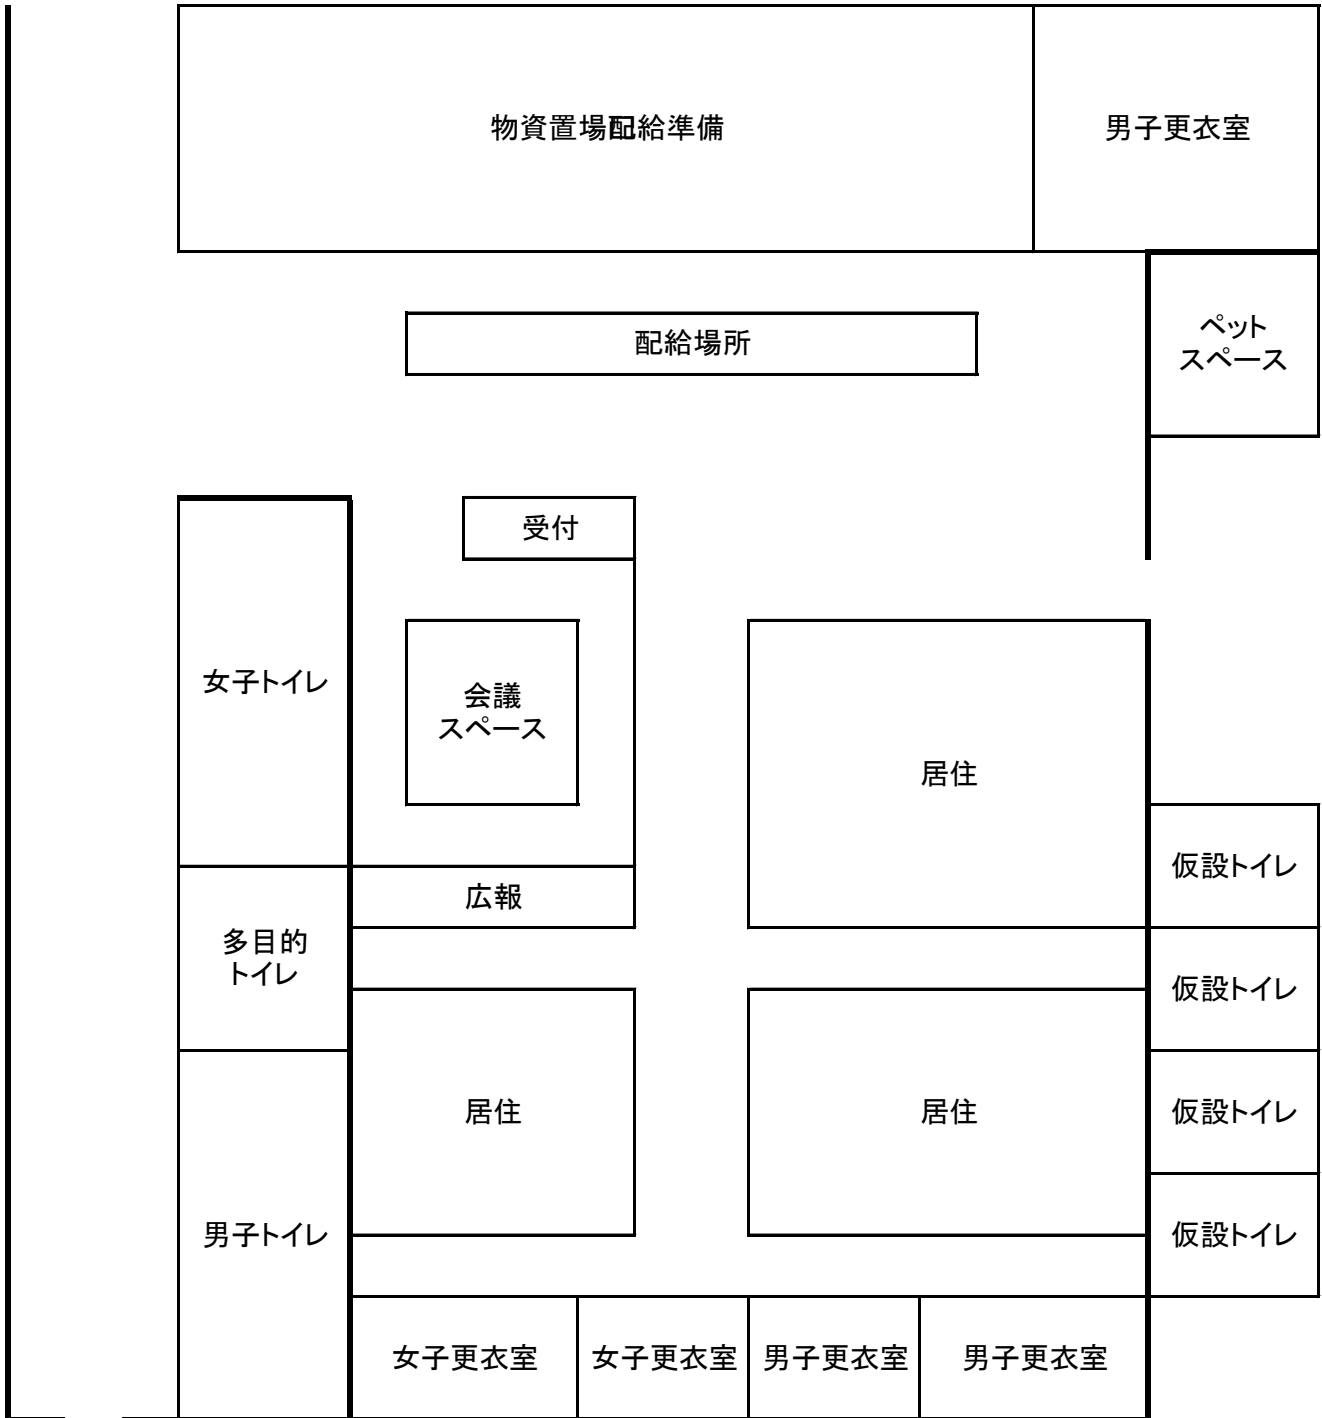 物資置場配給準備
男子更衣室
ペット
スペース
配給場所
受付
女子トイレ
会議
スペース
居住
仮設トイレ
広報
多目的
トイレ
仮設トイレ
居住
居住
仮設トイレ
男子トイレ
仮設トイレ
女子更衣室
女子更衣室
男子更衣室
男子更衣室